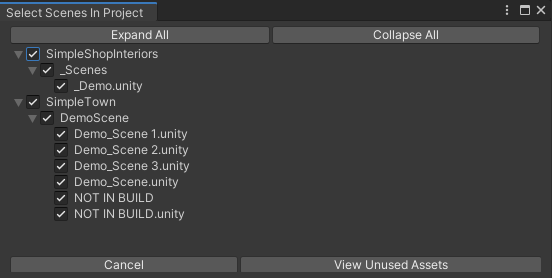 Select Scenes In Project
Expand All
Collapse All
SimpleShopInteriors
_Scenes
_Demo.unity
SimpleTown
DemoScene
Demo_Scene 1.unity
Demo_Scene 2.unity
Demo_Scene 3.unity
Demo_Scene.unity
NOT IN BUILD
NOT IN BUILD.unity
Cancel
View Unused Assets